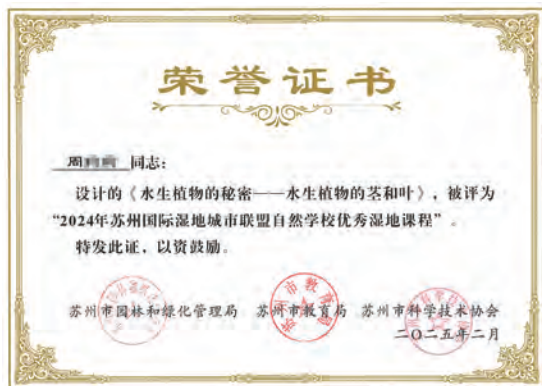 荣誉证书
周 同志：
设计的《水生植物的秘密——水生植物的茎和叶》，被评为
“2024年苏州国际湿地城市联盟自然学校优秀湿地课程”。
特发此证，以资鼓励。
苏州市园林和绿化管理局 苏州市教育局 苏州市科学技术协会
二〇二五年二月